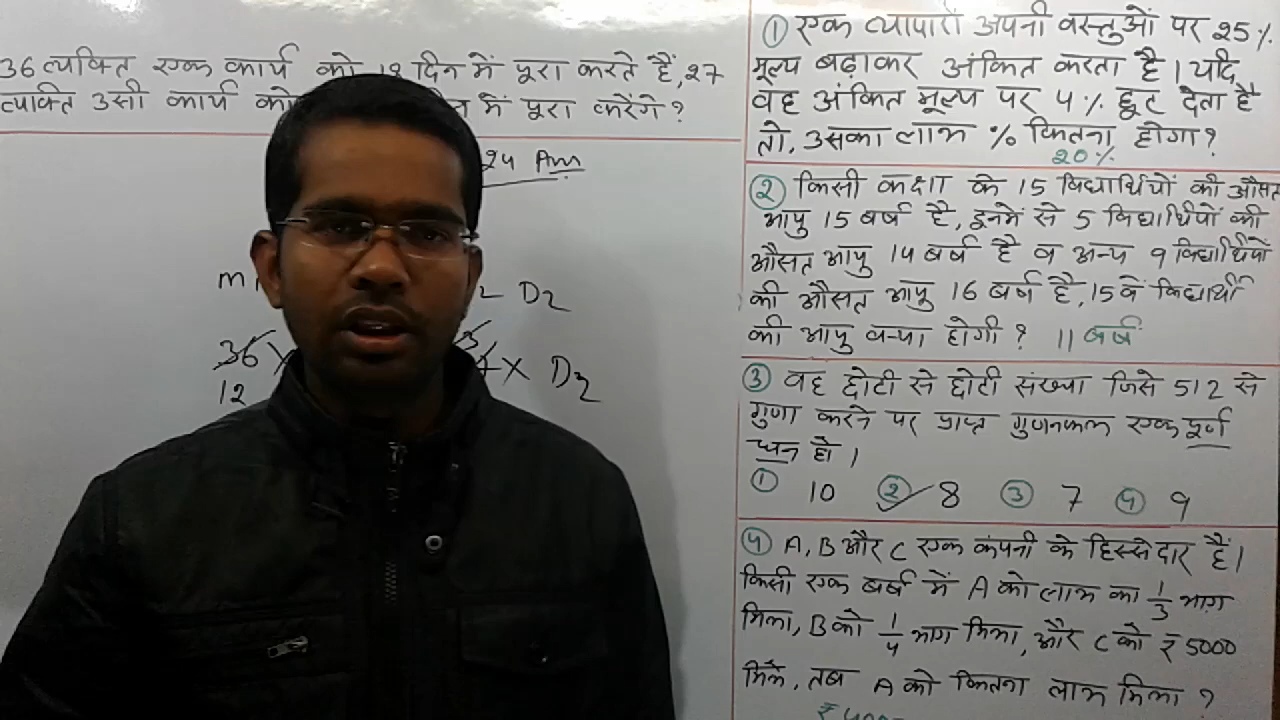 36 व्यक्ति एक कार्य को 18 दिन में पूरा करते हैं, 27
व्यक्ति उसी कार्य को में पूरा करेंगे ?
24 Am
D2
36 X X D2
12
① एक व्यापारी अपनी वस्तुओं पर 25%
मूल्य बढ़ाकर अंकित करता है । यदि
वह अंकित मूल्य पर 4% छूट देता है
तो, उसका लाभ % कितना होगा ?
20%
② किसी कक्षा के 15 विद्यार्थियों की औसत
आयु 15 वर्ष है, इनमें से 5 विद्यार्थियों की
औसत आयु 14 वर्ष है व अन्य 9 विद्यार्थियों
की औसत आयु 16 वर्ष है, 15 वें विद्यार्थी
की आयु क्या होगी ? 11 वर्ष
③ वह छोटी से छोटी संख्या जिसे 512 से
गुणा करने पर प्राप्त गुणनफल एक पूर्ण
घन हो ।
① 10 ② 8 ③ 7 ④ 9
④ A, B और C एक कंपनी के हिस्सेदार हैं।
किसी एक वर्ष में A को लाभ का 1/3 भाग
मिला, B को 1/4 भाग मिला, और C को ₹ 5000
मिले, तब A को कितना लाभ मिला ?